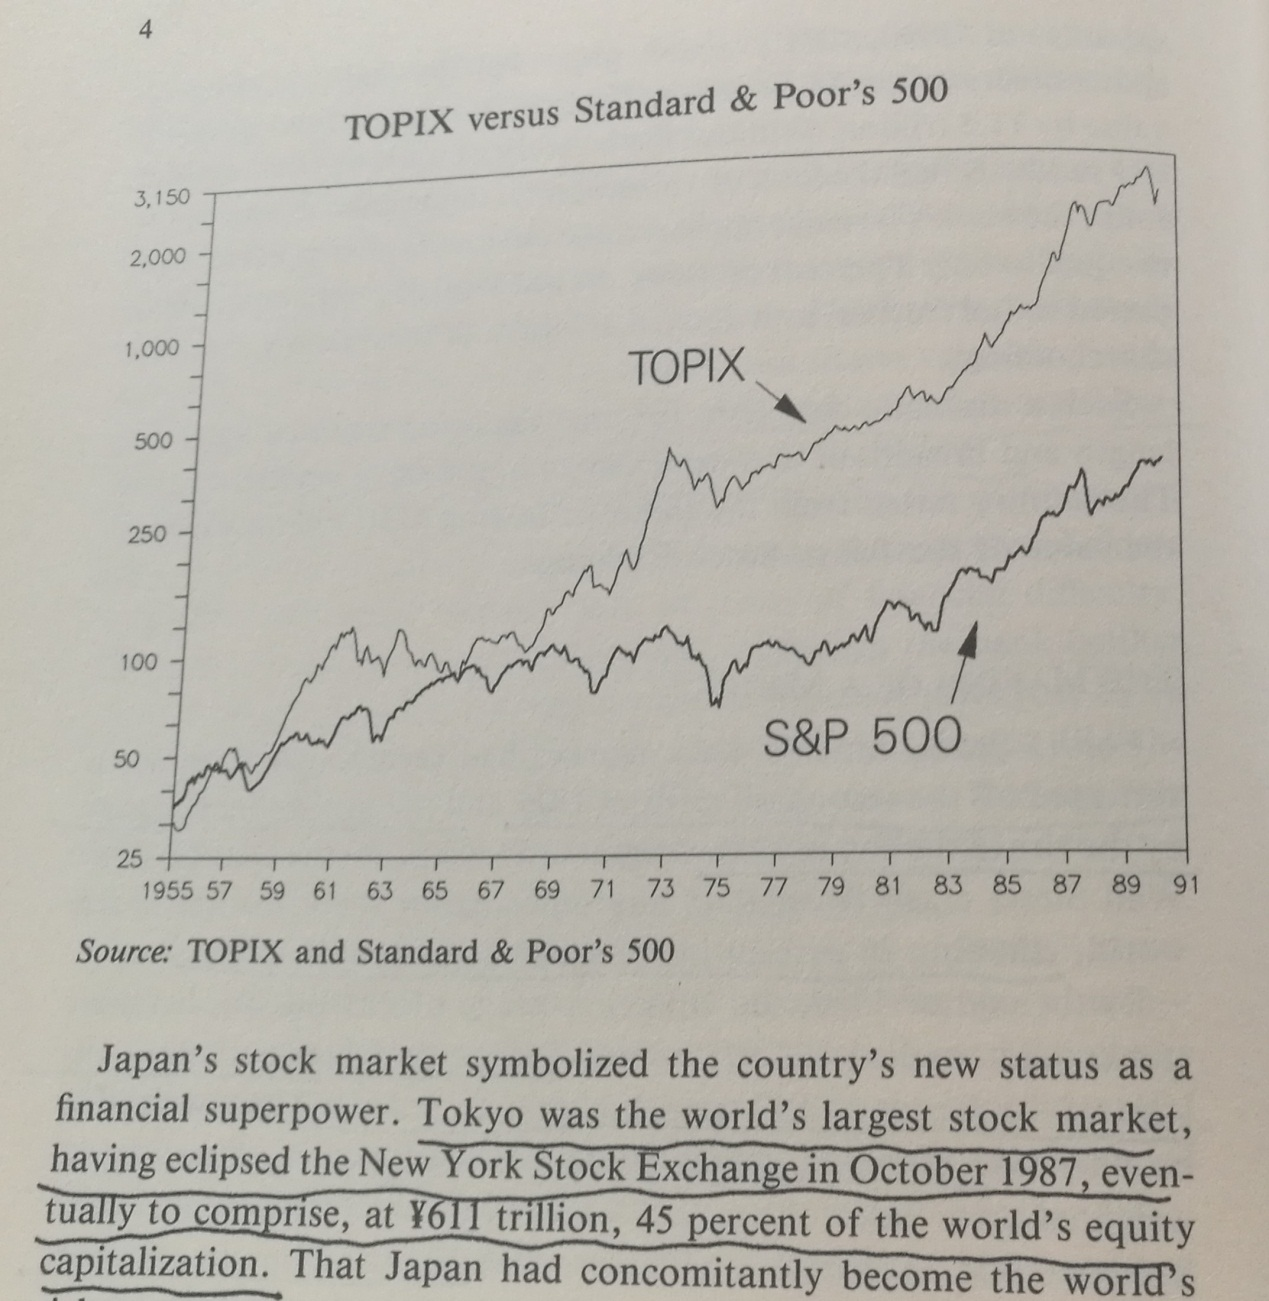 4
TOPIX versus Standard & Poor's 500
3,150
2,000
1,000
500
250
100
50
25
TOPIX
S&P 500
1955 57 59 61 63 65 67 69 71 73 75 77 79 81 83 85 87 89 91
Source: TOPIX and Standard & Poor's 500
Japan's stock market symbolized the country's new status as a
financial superpower. Tokyo was the world's largest stock market,
having eclipsed the New York Stock Exchange in October 1987, even-
tually to comprise, at ¥611 trillion, 45 percent of the world's equity
capitalization. That Japan had concomitantly become the world's